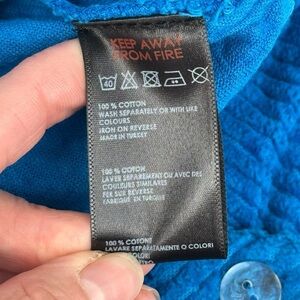 KEEP AWAY
FROM FIRE
40
100 % COTTON
WASH SEPARATELY OR WITH LIKE
COLOURS
IRON ON REVERSE
MADE IN TURKEY
100 % COTON
LAVER SEPAREMENT OU AVEC DES
COULEURS SIMILAIRES
FER SUR REVERSE
FABRIQUE EN TURQUIE
100 % COTONE
LAVARE SEPARATAMENTE O COLORI
COLORI